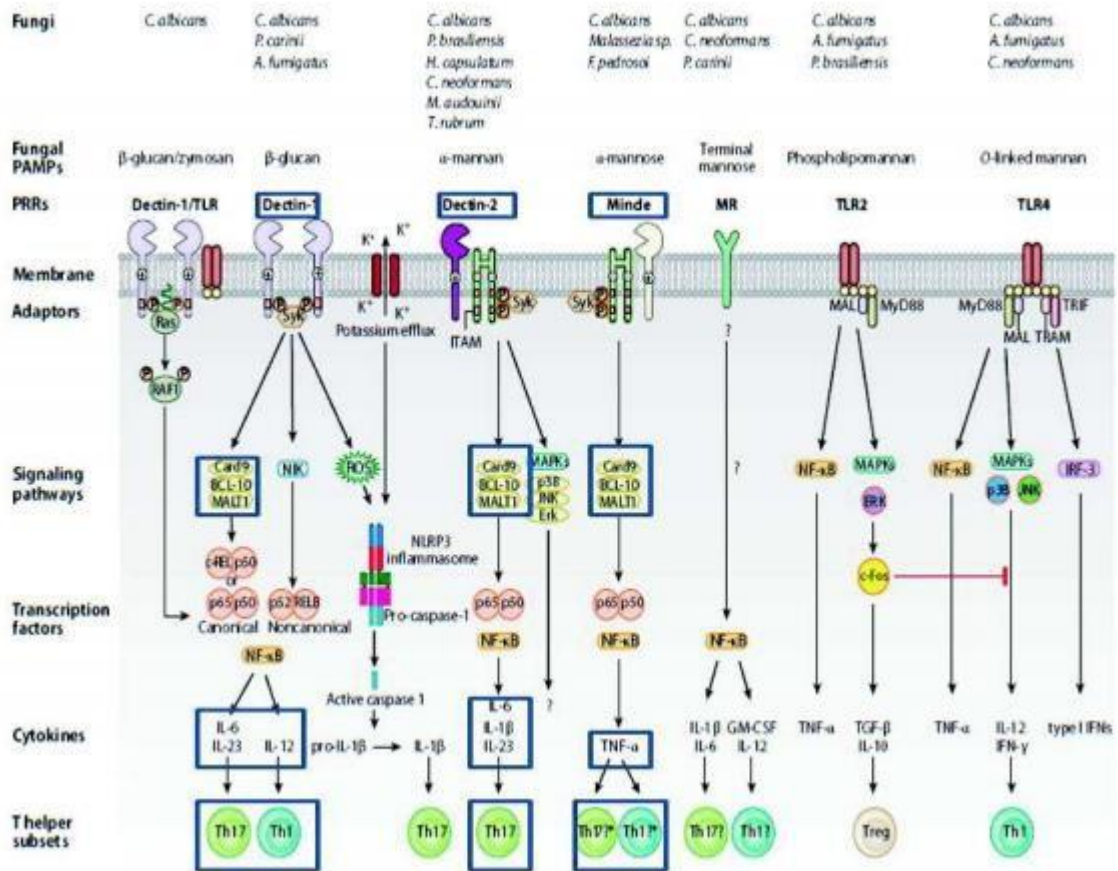 Fungi
C. albicans
C. albicans
P. carinii
A. fumigatus
C. albicans
P. brasiliensis
H. capsulatum
C. neoformans
M. audouinii
T. rubrum
C. albicans
Malassezia sp.
F. pedrosoi
C. albicans
C. neoformans
P. carinii
C. albicans
A. fumigatus
P. brasiliensis
C. albicans
A. fumigatus
C. neoformans
Fungal
PAMPs
β-glucan/zymosan
β-glucan
α-mannan
α-mannose
Terminal
mannose
Phospholipomannan
O-linked mannan
PRRs
Dectin-1/TLR
Dectin-1
Dectin-2
Minde
MR
TLR2
TLR4
K⁺
K⁺
Membrane
Adaptors
P
P
Ras
P
P
Syk
K⁺
K⁺
Potassium efflux
ITAM
P
P
Syk
Syk
P
P
?
MAL
MyD88
MyD88
TRIF
MAL
TRAM
P
P
RAF1
Signaling
pathways
Card9
BCL-10
MALT1
NIK
ROS
Card9
BCL-10
MALT1
MAPKs
p38
JNK
Erk
Card9
BCL-10
MALT1
?
NF-κB
MAPKs
ERK
NF-κB
MAPKs
p38
JNK
IRF-3
NLRP3
inflammasome
Pro-caspase-1
c-Fos
Transcription
factors
c-REL p50
or
p65 p50
Canonical
p52 RELB
Noncanonical
NF-κB
p65 p50
NF-κB
p65 p50
NF-κB
NF-κB
Active caspase 1
?
Cytokines
IL-6
IL-23
IL-12
pro-IL-1β
IL-1β
IL-6
IL-1β
IL-23
TNF-α
IL-1β
IL-6
GM-CSF
IL-12
TNF-α
TGF-β
IL-10
TNF-α
IL-12
IFN-γ
type I IFNs
T helper
subsets
Th17
Th1
Th17
Th17
Th17?*
Th1?*
Th17?
Th1?
Treg
Th1